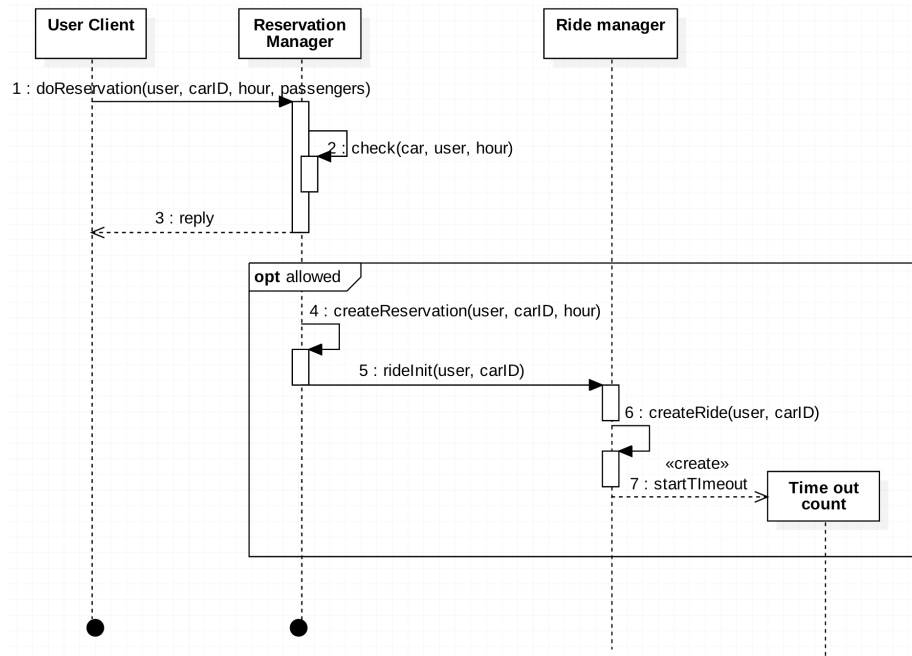 User Client
Reservation
Manager
Ride manager
1 : doReservation(user, carID, hour, passengers)
2 : check(car, user, hour)
3 : reply
opt allowed
4 : createReservation(user, carID, hour)
5 : rideInit(user, carID)
6 : createRide(user, carID)
«create»
7 : startTImeout
Time out
count